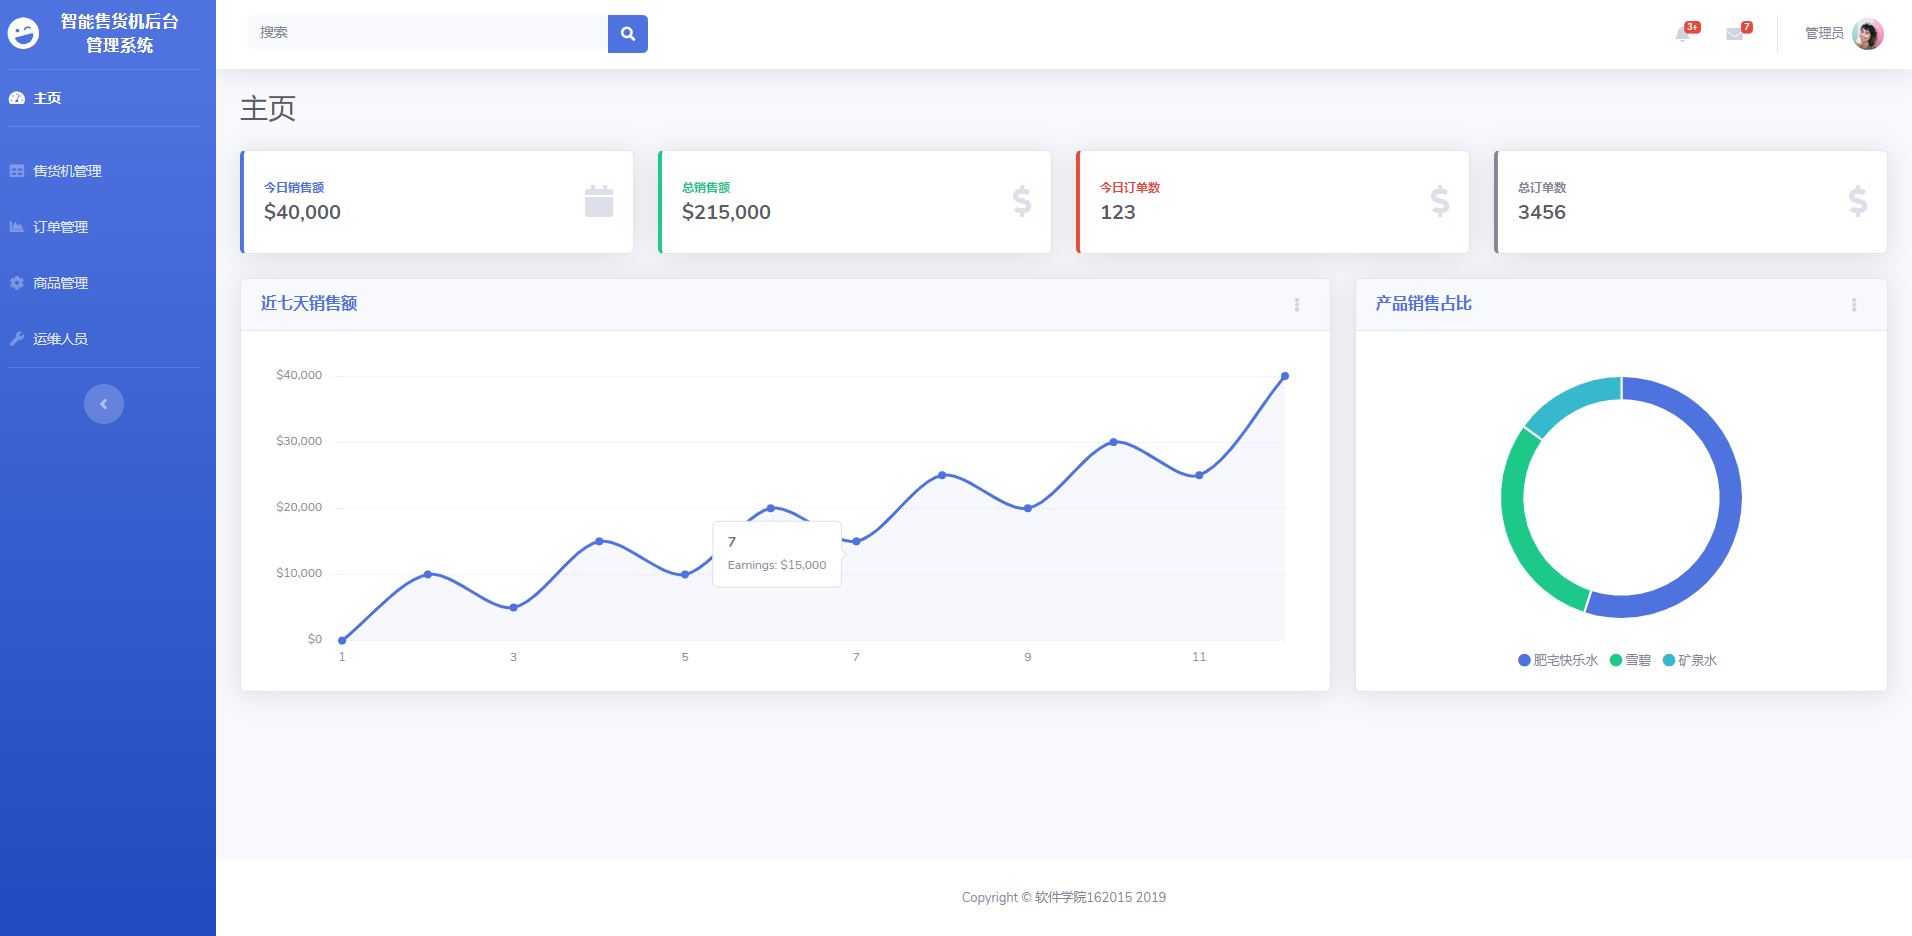 智能售货机后台
管理系统
主页
售货机管理
订单管理
商品管理
运维人员
搜索
3+
7
管理员
主页
今日销售额
$40,000
总销售额
$215,000
今日订单数
123
总订单数
3456
近七天销售额
$40,000
$30,000
$20,000
$10,000
$0
7
Earnings: $15,000
1 3 5 7 9 11
产品销售占比
肥宅快乐水 雪碧 矿泉水
Copyright © 软件学院162015 2019